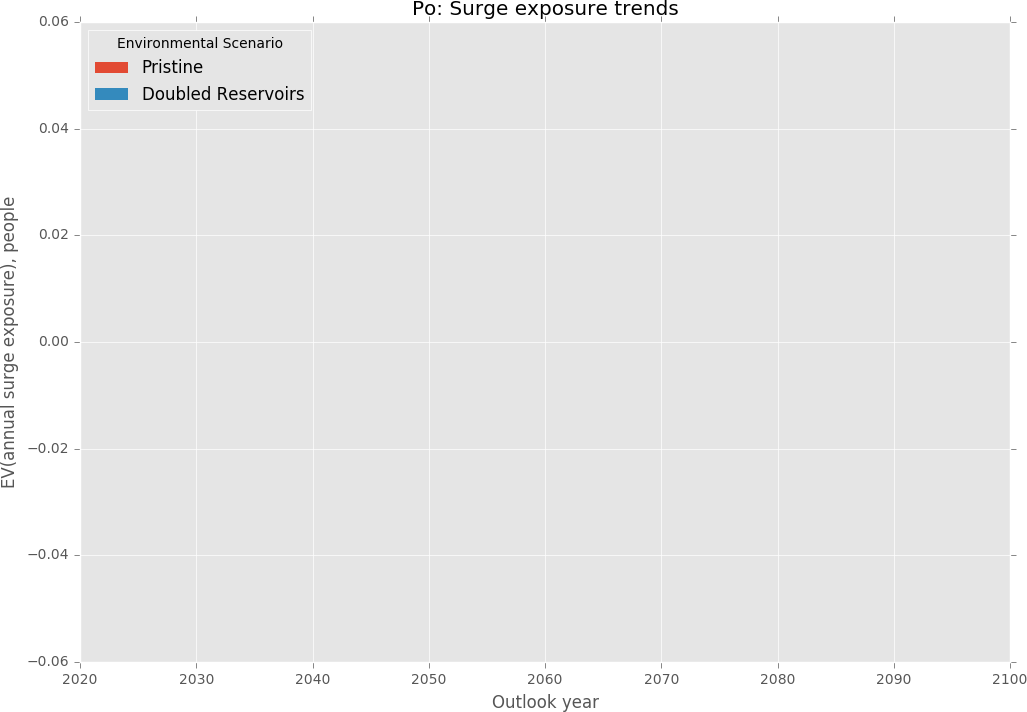 Po: Surge exposure trends
Environmental Scenario
Pristine
Doubled Reservoirs
EV(annual surge exposure), people
0.06
0.04
0.02
0.00
−0.02
−0.04
−0.06
2020 2030 2040 2050 2060 2070 2080 2090 2100
Outlook year